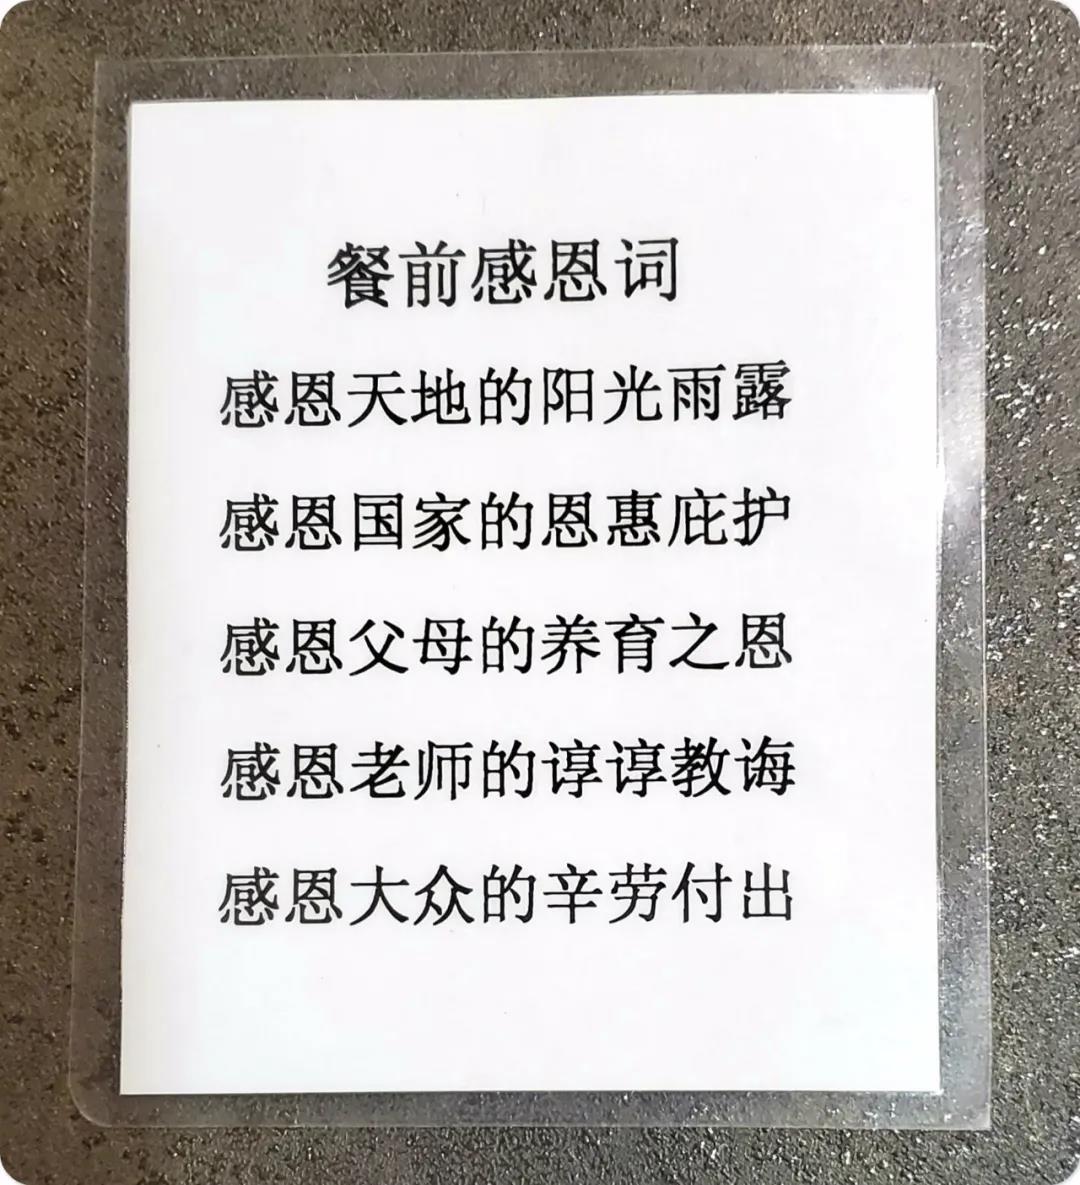 餐前感恩词
感恩天地的阳光雨露
感恩国家的恩惠庇护
感恩父母的养育之恩
感恩老师的谆谆教诲
感恩大众的辛劳付出